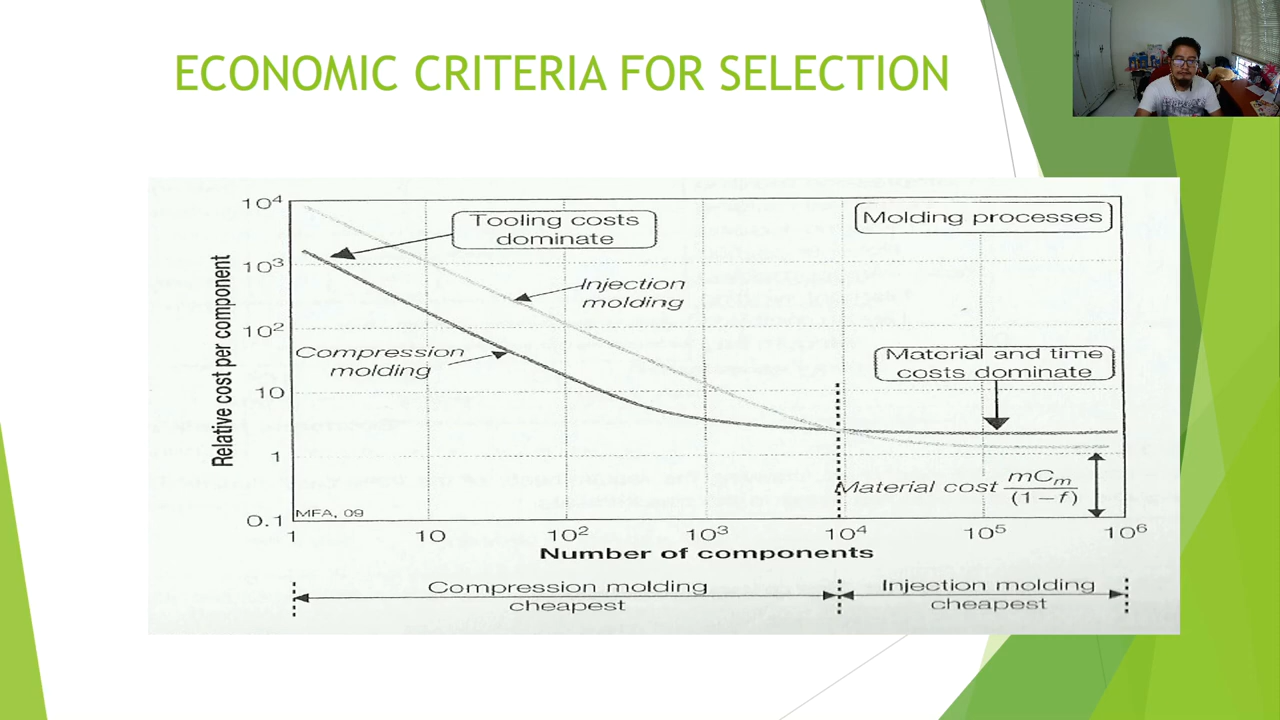 ECONOMIC CRITERIA FOR SELECTION
10⁴
10³
10²
10
1
0.1
Relative cost per component
Tooling costs
dominate
Molding processes
Injection
molding
Compression
molding
Material and time
costs dominate
Material cost mCₘ/(1−f)
MFA, 09
1 10 10² 10³ 10⁴ 10⁵ 10⁶
Number of components
Compression molding
cheapest
Injection molding
cheapest